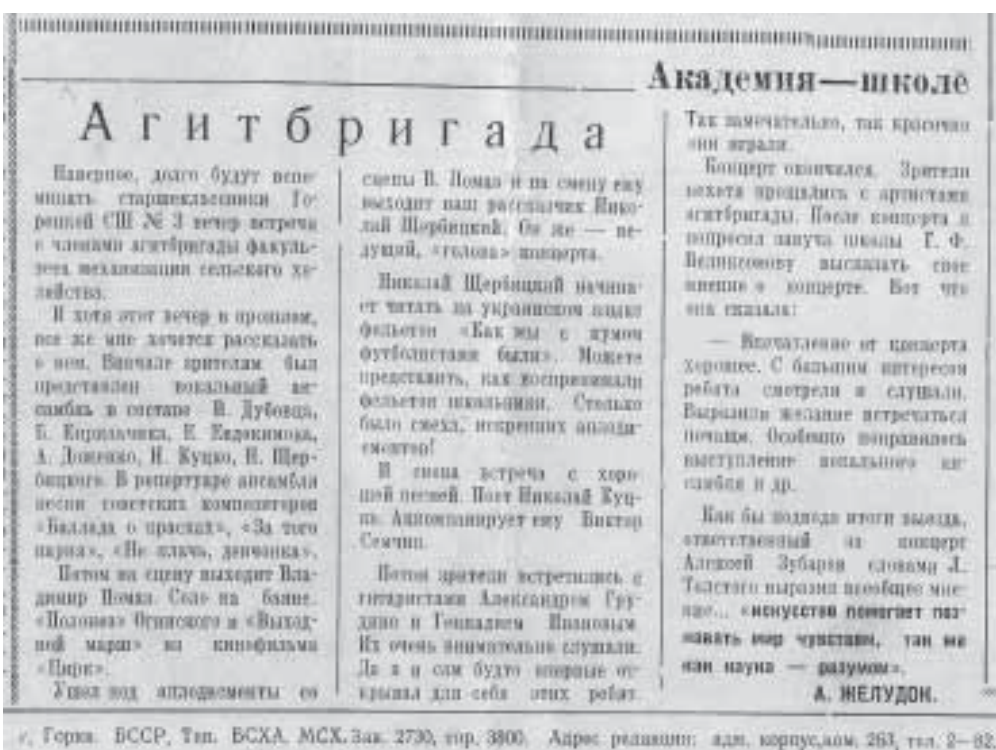 Академия—школе
Агитбригада
Наверное, долго будут вспо-
минать старшеклассники Го-
рецкой СШ № 3 вечер встречи
с членами агитбригады факуль-
тета механизации сельского хо-
зяйства.
И хотя этот вечер в прошлом,
все же мне хочется рассказать
о нем. Вначале зрителям был
представлен вокальный ан-
самбль в составе В. Дубовца,
Б. Кирильчика, Е. Евдокимова,
А. Доженко, Н. Куцко, Н. Щер-
бицкого. В репертуаре ансамбля
песни советских композиторов
«Баллада о красках», «За того
парня», «Не плачь, девчонка».
Потом на сцену выходит Вла-
димир Помаз. Соло на баяне.
«Полонез» Огинского и «Выход-
ной марш» из кинофильма
«Цирк».
Ушел под аплодисменты со
сцены В. Помаз и на смену ему
выходит наш рассказчик Нико-
лай Щербицкий. Он же — ве-
дущий, «голова» концерта.
Николай Щербицкий начина-
ет читать на украинском языке
фельетон «Как мы с кумом
футболистами были». Можете
представить, как воспринимали
фельетон школьники. Столько
было смеха, искренних аплоди-
сментов!
И снова встреча с хоро-
шей песней. Поет Николай Куц-
ко. Аккомпанирует ему Виктор
Семчин.
Потом зрители встретились с
гитаристами Александром Гру-
дино и Геннадием Ивановым.
Их очень внимательно слушали.
Да я и сам будто впервые от-
крывал для себя этих ребят.
Так замечательно, так красочно
они играли.
Концерт окончился. Зрители
нехотя прощались с артистами
агитбригады. После концерта я
попросил завуча школы Г. Ф.
Великсонову высказать свое
мнение о концерте. Вот что
она сказала:
— Впечатление от концерта
хорошее. С большим интересом
ребята смотрели и слушали.
Выразили желание встречаться
почаще. Особенно понравилось
выступление вокального ан-
самбля и др.
Как бы подводя итоги выезда,
ответственный за концерт
Алексей Зубарев словами Л.
Толстого выразил всеобщее мне-
ние... «искусство помогает поз-
навать мир чувствами, так же
как наука — разумом».
А. ЖЕЛУДОК.
г. Горки. БССР, Тип. БСХА, МСХ. Зак. 2730, тир. 3800. Адрес редакции: адм. корпус, ком. 263, тел. 2—82